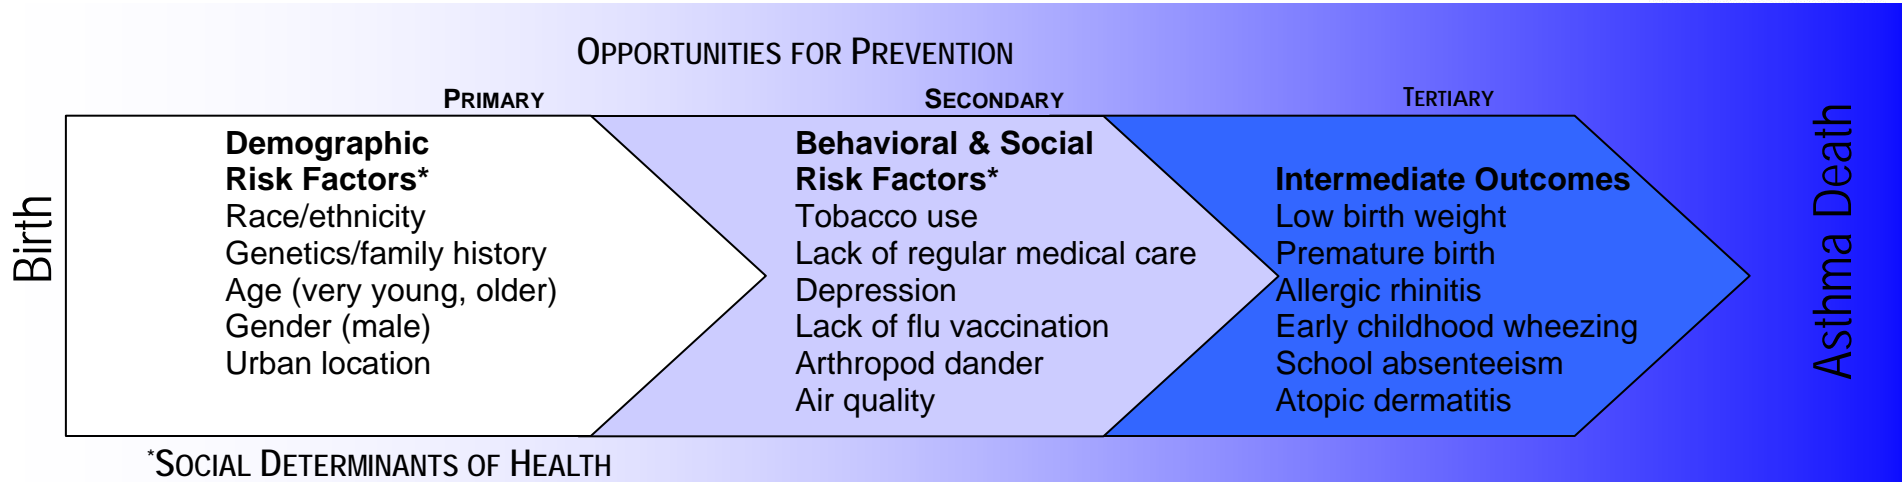 OPPORTUNITIES FOR PREVENTION
PRIMARY
SECONDARY
TERTIARY
Birth
Demographic
Risk Factors*
Race/ethnicity
Genetics/family history
Age (very young, older)
Gender (male)
Urban location
Behavioral & Social
Risk Factors*
Tobacco use
Lack of regular medical care
Depression
Lack of flu vaccination
Arthropod dander
Air quality
Intermediate Outcomes
Low birth weight
Premature birth
Allergic rhinitis
Early childhood wheezing
School absenteeism
Atopic dermatitis
Asthma Death
*SOCIAL DETERMINANTS OF HEALTH